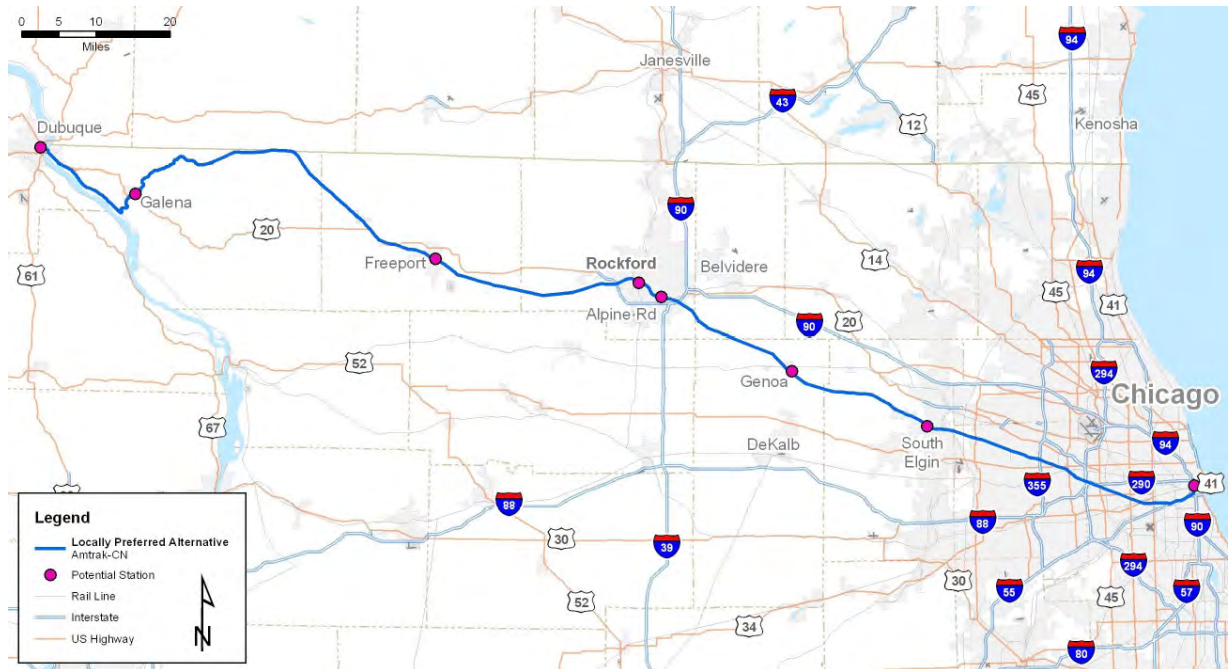 0 5 10 20
Miles
94
Janesville
45
43
12
Kenosha
Dubuque
Galena
90
20
14
94
61
Freeport
Rockford
Belvidere
45
41
Alpine Rd
90
20
52
294
Genoa
Chicago
67
DeKalb
South
Elgin
94
355
290
41
88
88
90
30
39
294
30
55
45
57
52
34
80
Legend
Locally Preferred Alternative
Amtrak-CN
Potential Station
Rail Line
Interstate
US Highway
N